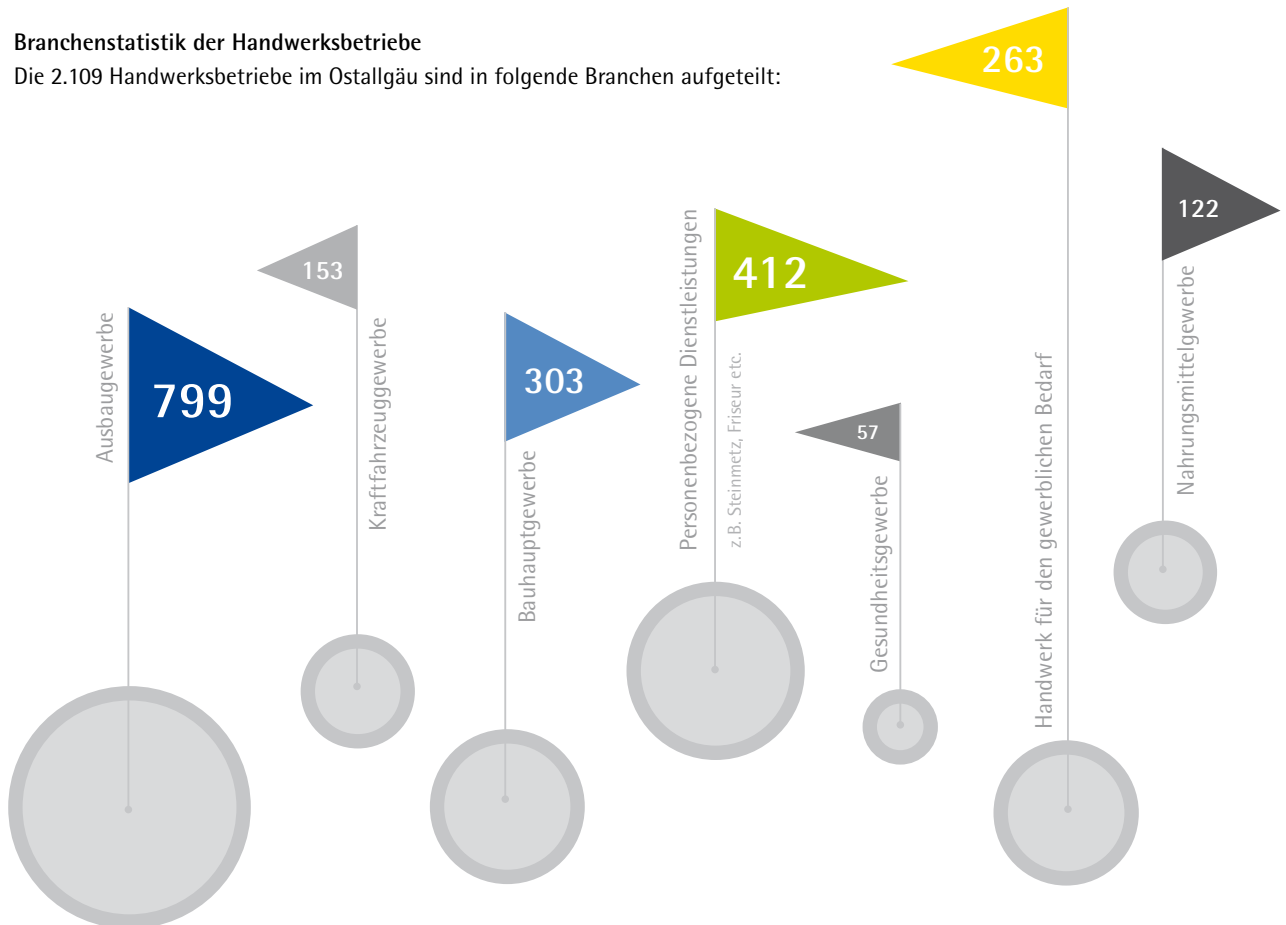 Branchenstatistik der Handwerksbetriebe
Die 2.109 Handwerksbetriebe im Ostallgäu sind in folgende Branchen aufgeteilt:
Ausbaugewerbe
799
153
Kraftfahrzeuggewerbe
303
Bauhauptgewerbe
Personenbezogene Dienstleistungen
z.B. Steinmetz, Friseur etc.
412
57
Gesundheitsgewerbe
263
Handwerk für den gewerblichen Bedarf
122
Nahrungsmittelgewerbe